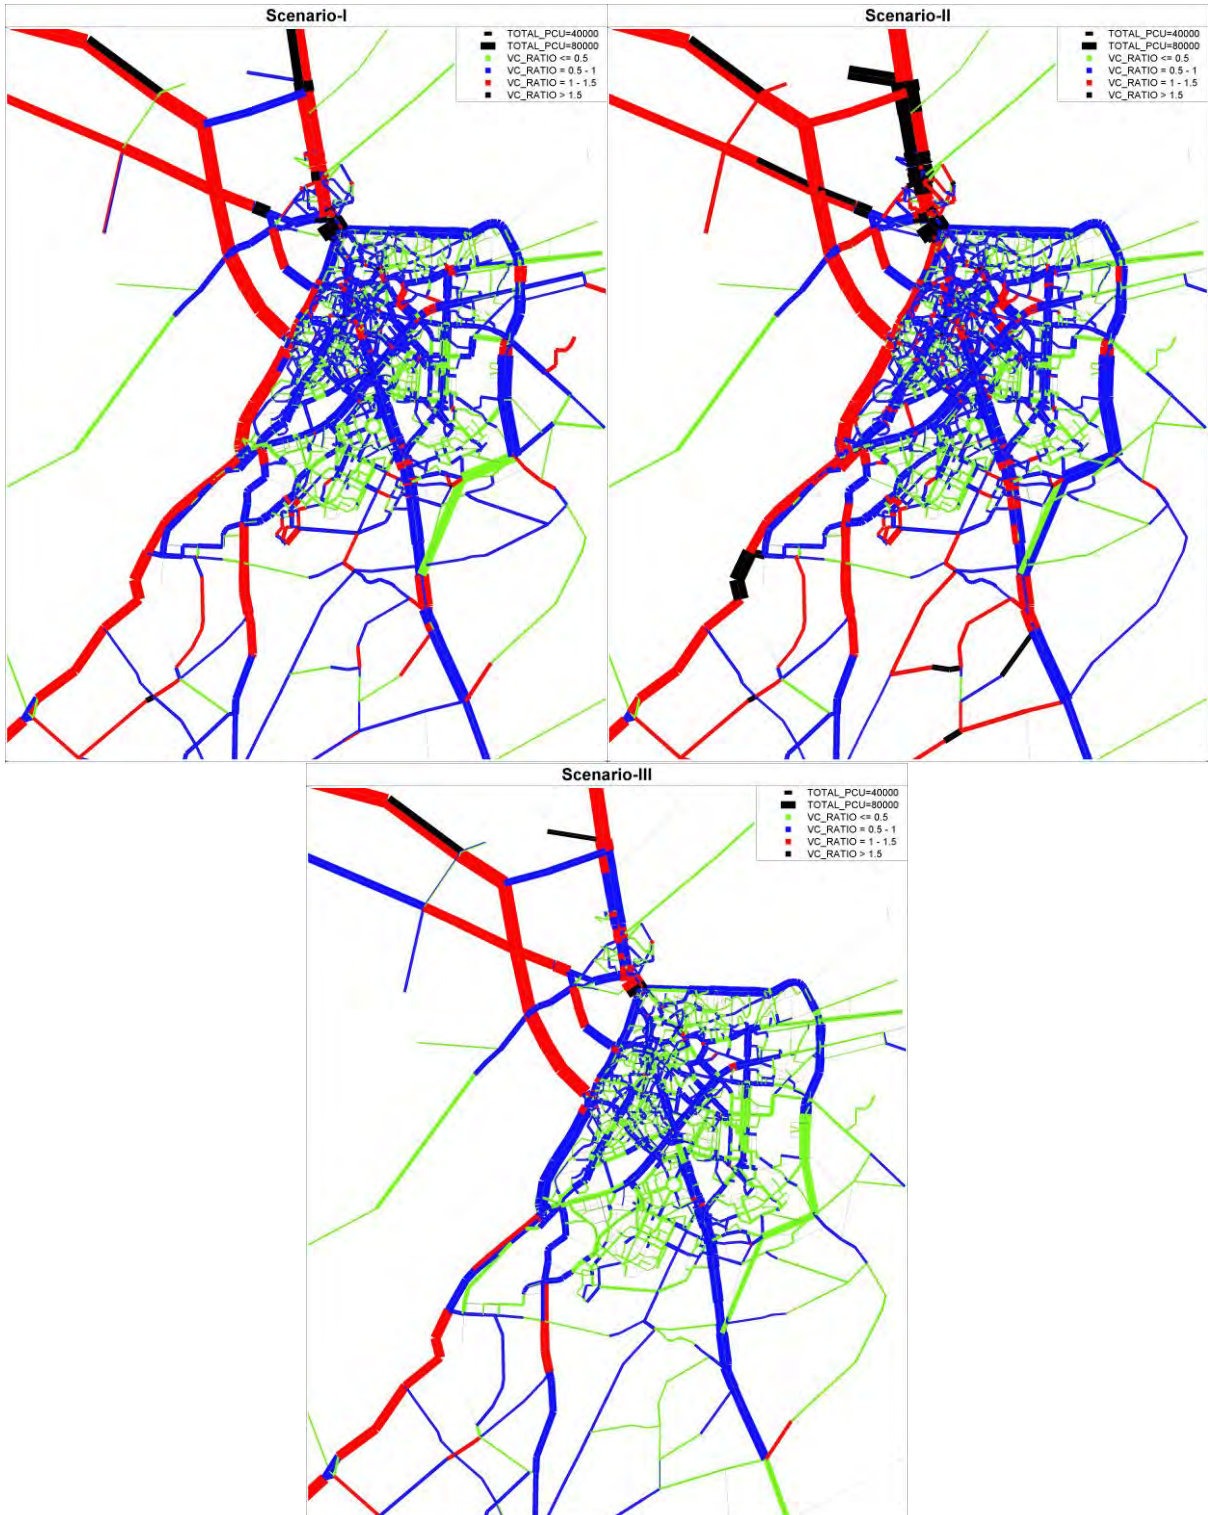 Scenario-I
TOTAL_PCU=40000
TOTAL_PCU=80000
VC_RATIO <= 0.5
VC_RATIO = 0.5 - 1
VC_RATIO = 1 - 1.5
VC_RATIO > 1.5
Scenario-II
TOTAL_PCU=40000
TOTAL_PCU=80000
VC_RATIO <= 0.5
VC_RATIO = 0.5 - 1
VC_RATIO = 1 - 1.5
VC_RATIO > 1.5
Scenario-III
TOTAL_PCU=40000
TOTAL_PCU=80000
VC_RATIO <= 0.5
VC_RATIO = 0.5 - 1
VC_RATIO = 1 - 1.5
VC_RATIO > 1.5